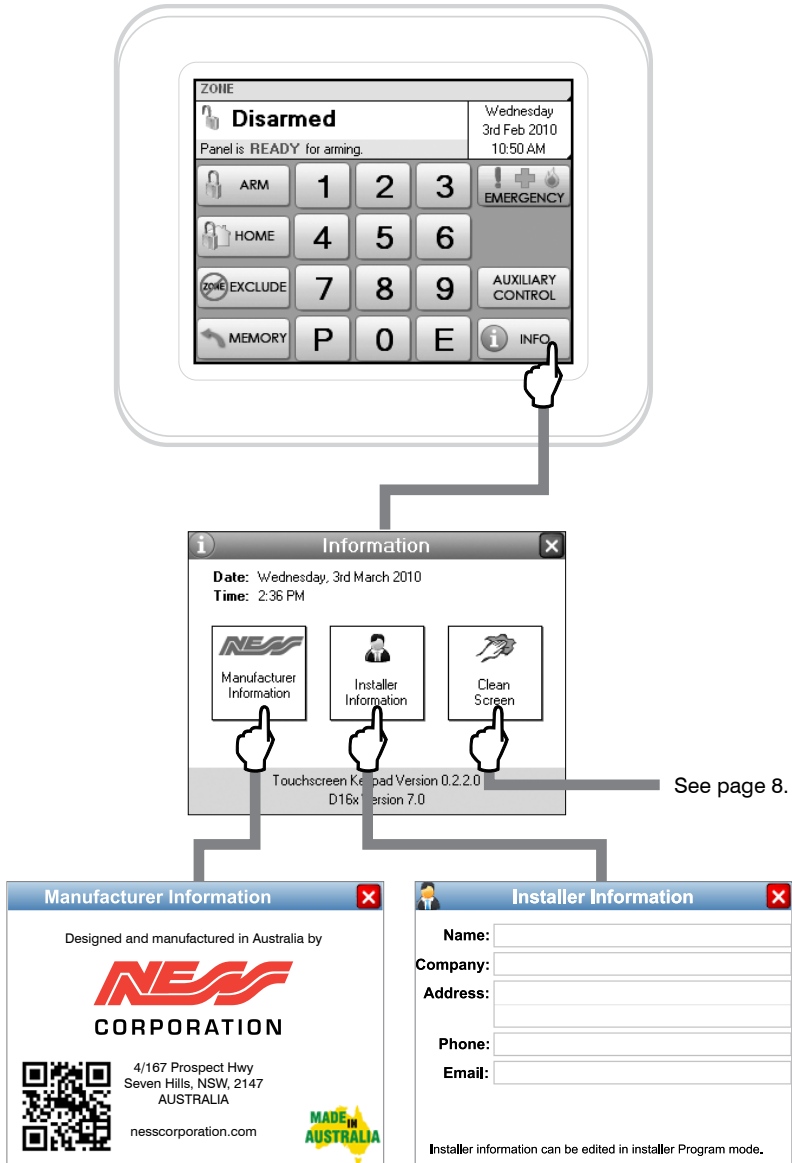 ZONE
Disarmed
Panel is READY for arming.
Wednesday
3rd Feb 2010
10:50 AM
ARM
1
2
3
EMERGENCY
HOME
4
5
6
ZONE EXCLUDE
7
8
9
AUXILIARY
CONTROL
MEMORY
P
0
E
i INFO
i Information
Date: Wednesday, 3rd March 2010
Time: 2:36 PM
NESS
Manufacturer
Information
Installer
Information
Clean
Screen
Touchscreen Keypad Version 0.2.2.0
D16x Version 7.0
See page 8.
Manufacturer Information
Designed and manufactured in Australia by
NESS
CORPORATION
4/167 Prospect Hwy
Seven Hills, NSW, 2147
AUSTRALIA
nesscorporation.com
MADE IN
AUSTRALIA
Installer Information
Name:
Company:
Address:
Phone:
Email:
Installer information can be edited in installer Program mode.